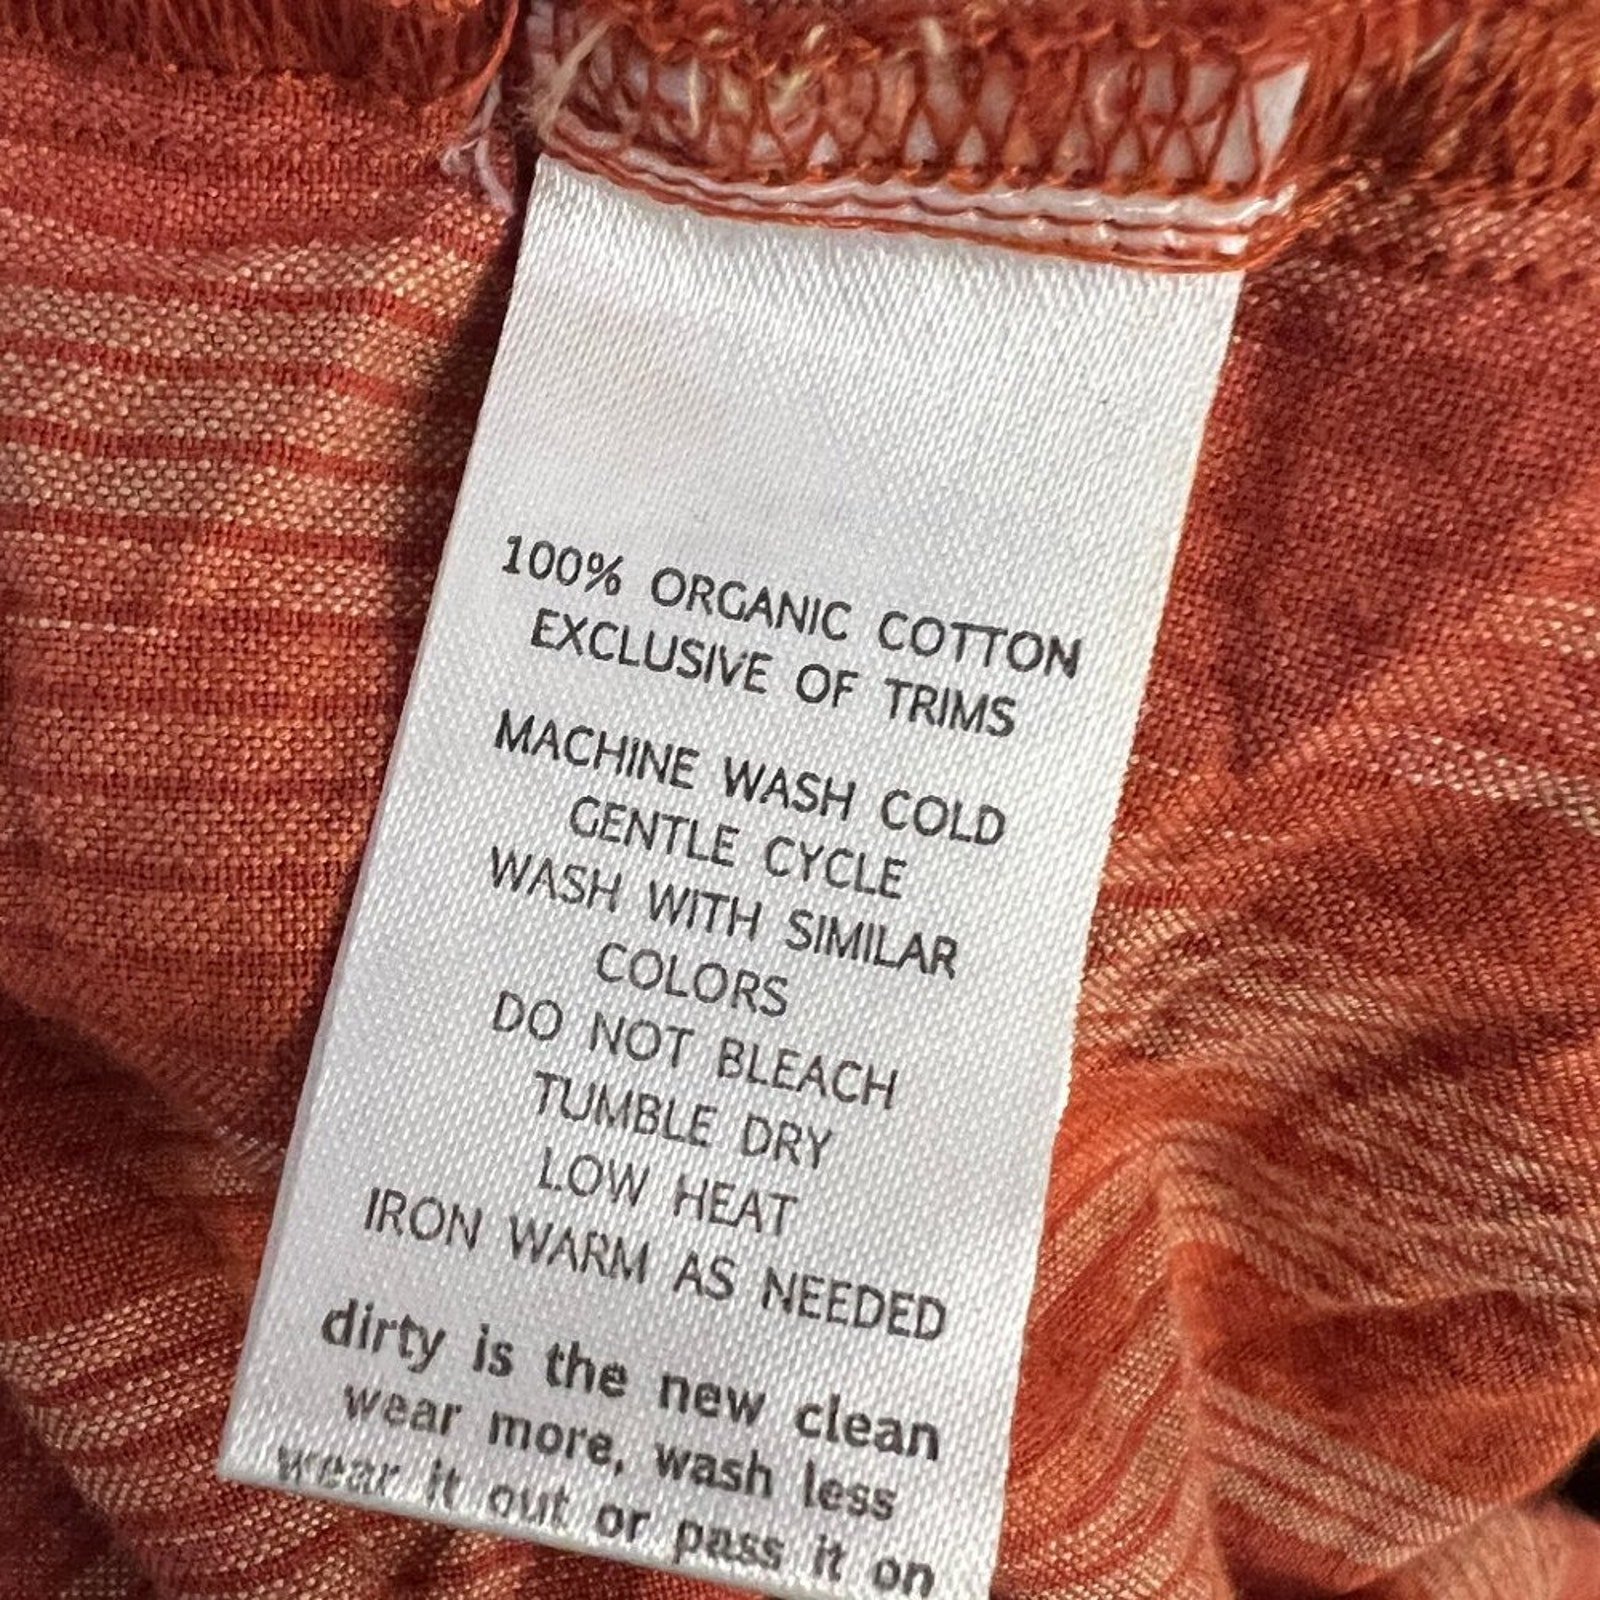 100% ORGANIC COTTON
EXCLUSIVE OF TRIMS
MACHINE WASH COLD
GENTLE CYCLE
WASH WITH SIMILAR
COLORS
DO NOT BLEACH
TUMBLE DRY
LOW HEAT
IRON WARM AS NEEDED
dirty is the new clean
wear more, wash less
wear it out or pass it on